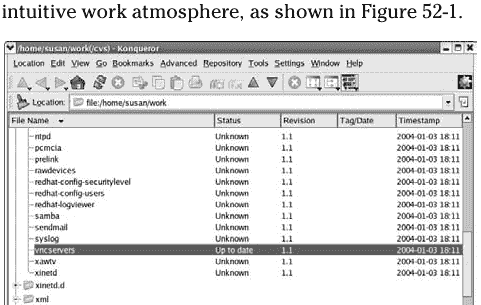 intuitive work atmosphere, as shown in Figure 52-1.
/home/susan/work(/cvs) - Konqueror
Location Edit View Go Bookmarks Advanced Repository Tools Settings Window Help
Location: file:/home/susan/work
File Name Status Revision Tag/Date Timestamp
ntpd Unknown 1.1 2004-01-03 18:11
pcmcia Unknown 1.1 2004-01-03 18:11
prelink Unknown 1.1 2004-01-03 18:11
rawdevices Unknown 1.1 2004-01-03 18:11
redhat-config-securitylevel Unknown 1.1 2004-01-03 18:11
redhat-config-users Unknown 1.1 2004-01-03 18:11
redhat-logviewer Unknown 1.1 2004-01-03 18:11
samba Unknown 1.1 2004-01-03 18:11
sendmail Unknown 1.1 2004-01-03 18:11
syslog Unknown 1.1 2004-01-03 18:11
vncservers Up to date 1.1 2004-01-03 18:11
xawtv Unknown 1.1 2004-01-03 18:11
xinetd Unknown 1.1 2004-01-03 18:11
xinetd.d
xml